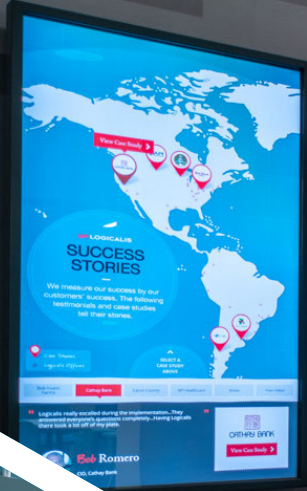 View Case Study
LOGICALIS
SUCCESS
STORIES
We measure our success by our
customers' success. The following
testimonials and case studies
tell their stories.
Case Studies
Logicalis Offices
SELECT A
CASE STUDY
ABOVE
Cathay Bank
" Logicalis really excelled during the implementation...They
answered everyone's questions completely...Having Logicalis
there took a lot off of my plate. "
CATHAY BANK
View Case Study
Bob Romero
CIO, Cathay Bank